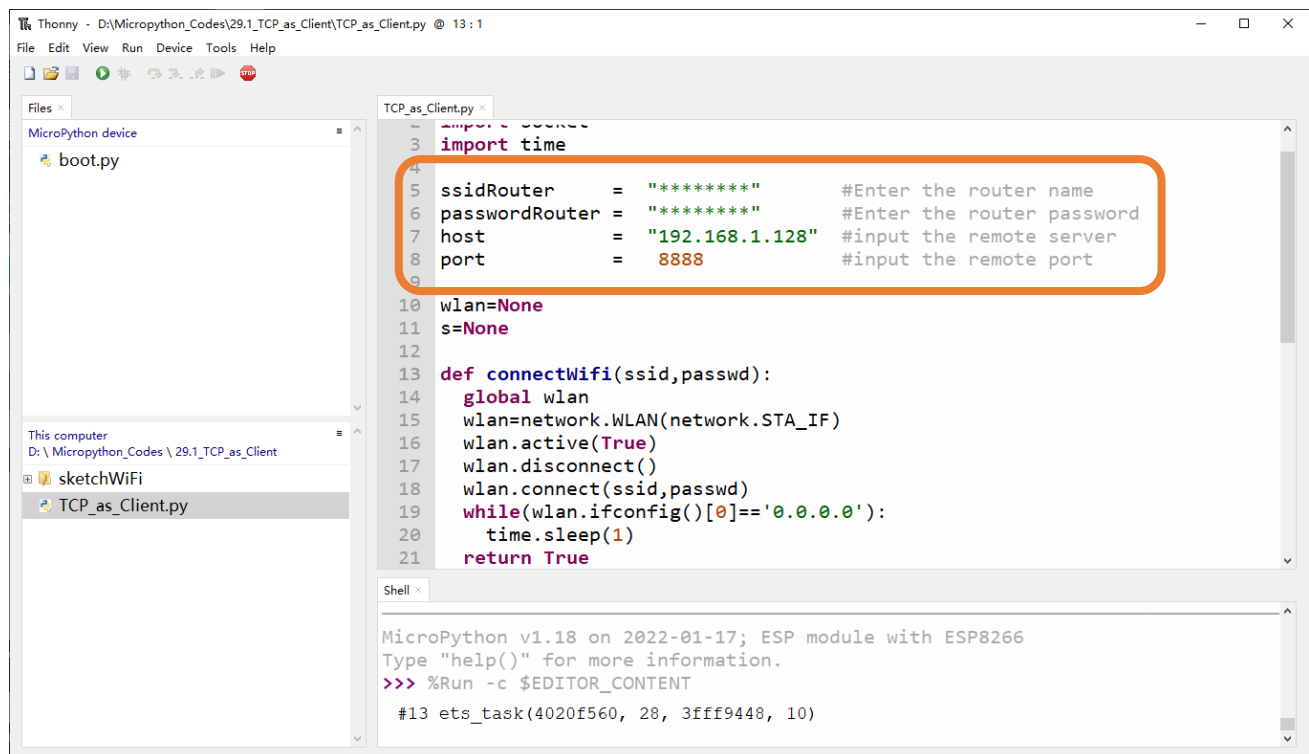 Thonny - D:\Micropython_Codes\29.1_TCP_as_Client\TCP_as_Client.py @ 13 : 1
File Edit View Run Device Tools Help
STOP
Files
MicroPython device
boot.py
This computer
D: \ Micropython_Codes \ 29.1_TCP_as_Client
sketchWiFi
TCP_as_Client.py
TCP_as_Client.py
2 import socket
3 import time
4
5 ssidRouter = "********" #Enter the router name
6 passwordRouter = "********" #Enter the router password
7 host = "192.168.1.128" #input the remote server
8 port = 8888 #input the remote port
9
10 wlan=None
11 s=None
12
13 def connectWifi(ssid,passwd):
14 global wlan
15 wlan=network.WLAN(network.STA_IF)
16 wlan.active(True)
17 wlan.disconnect()
18 wlan.connect(ssid,passwd)
19 while(wlan.ifconfig()[0]=='0.0.0.0'):
20 time.sleep(1)
21 return True
Shell
MicroPython v1.18 on 2022-01-17; ESP module with ESP8266
Type "help()" for more information.
>>> %Run -c $EDITOR_CONTENT
#13 ets_task(4020f560, 28, 3fff9448, 10)